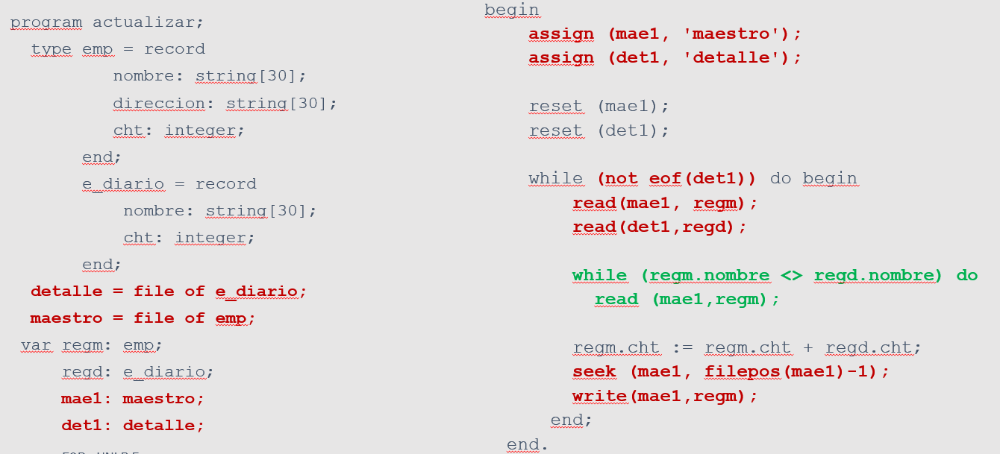 program actualizar;
type emp = record
nombre: string[30];
direccion: string[30];
cht: integer;
end;
e_diario = record
nombre: string[30];
cht: integer;
end;
detalle = file of e_diario;
maestro = file of emp;
var regm: emp;
regd: e_diario;
mae1: maestro;
det1: detalle;
begin
assign (mae1, 'maestro');
assign (det1, 'detalle');
reset (mae1);
reset (det1);
while (not eof(det1)) do begin
read(mae1, regm);
read(det1,regd);
while (regm.nombre <> regd.nombre) do
read (mae1,regm);
regm.cht := regm.cht + regd.cht;
seek (mae1, filepos(mae1)-1);
write(mae1,regm);
end;
end.